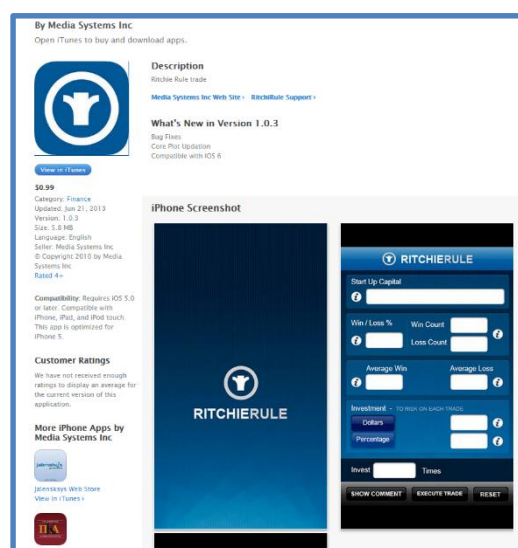 By Media Systems Inc
Open iTunes to buy and download apps.
Description
Ritchie Rule trade
Media Systems Inc Web Site › RitchiRule Support ›
What's New in Version 1.0.3
Bug Fixes
Core Plot Updation
Compatible with IOS 6
View in iTunes
$0.99
Category: Finance
Updated: Jun 21, 2013
Version: 1.0.3
Size: 5.8 MB
Language: English
Seller: Media Systems Inc
© Copyright 2010 by Media
Systems Inc
Rated 4+
Compatibility: Requires iOS 5.0
or later. Compatible with
iPhone, iPad, and iPod touch.
This app is optimized for
iPhone 5.
Customer Ratings
We have not received enough
ratings to display an average for
the current version of this
application.
More iPhone Apps by
Media Systems Inc
Jalensksys Web Store
View in iTunes ›
iPhone Screenshot
RITCHIERULE
RITCHIERULE
Start Up Capital
Win / Loss %
Win Count
Loss Count
Average Win
Average Loss
Investment - TO RISK ON EACH TRADE
Dollars
Percentage
Invest
Times
SHOW COMMENT
EXECUTE TRADE
RESET